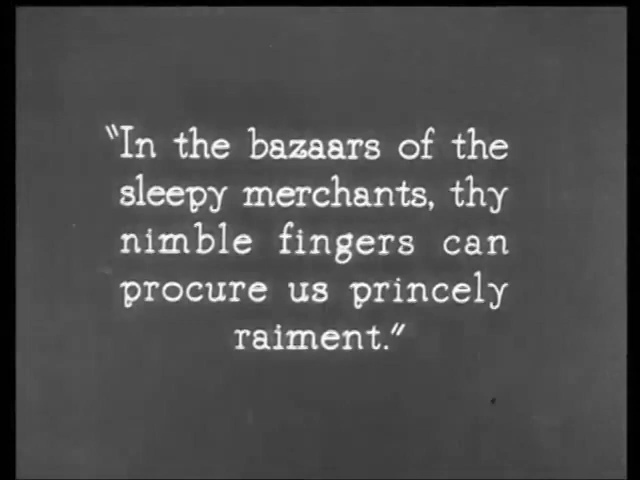 "In the bazaars of the
sleepy merchants, thy
nimble fingers can
procure us princely
raiment."